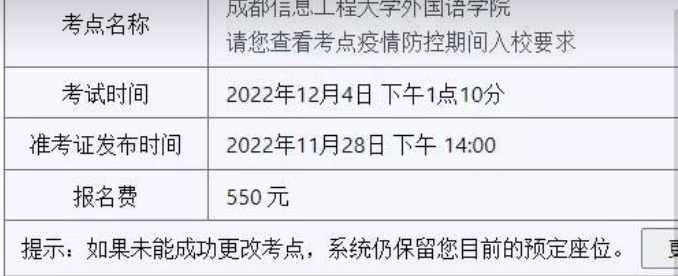 考点名称
成都信息工程大学外国语学院
请您查看考点疫情防控期间入校要求
考试时间
2022年12月4日 下午1点10分
准考证发布时间
2022年11月28日 下午 14:00
报名费
550 元
提示：如果未能成功更改考点，系统仍保留您目前的预定座位。